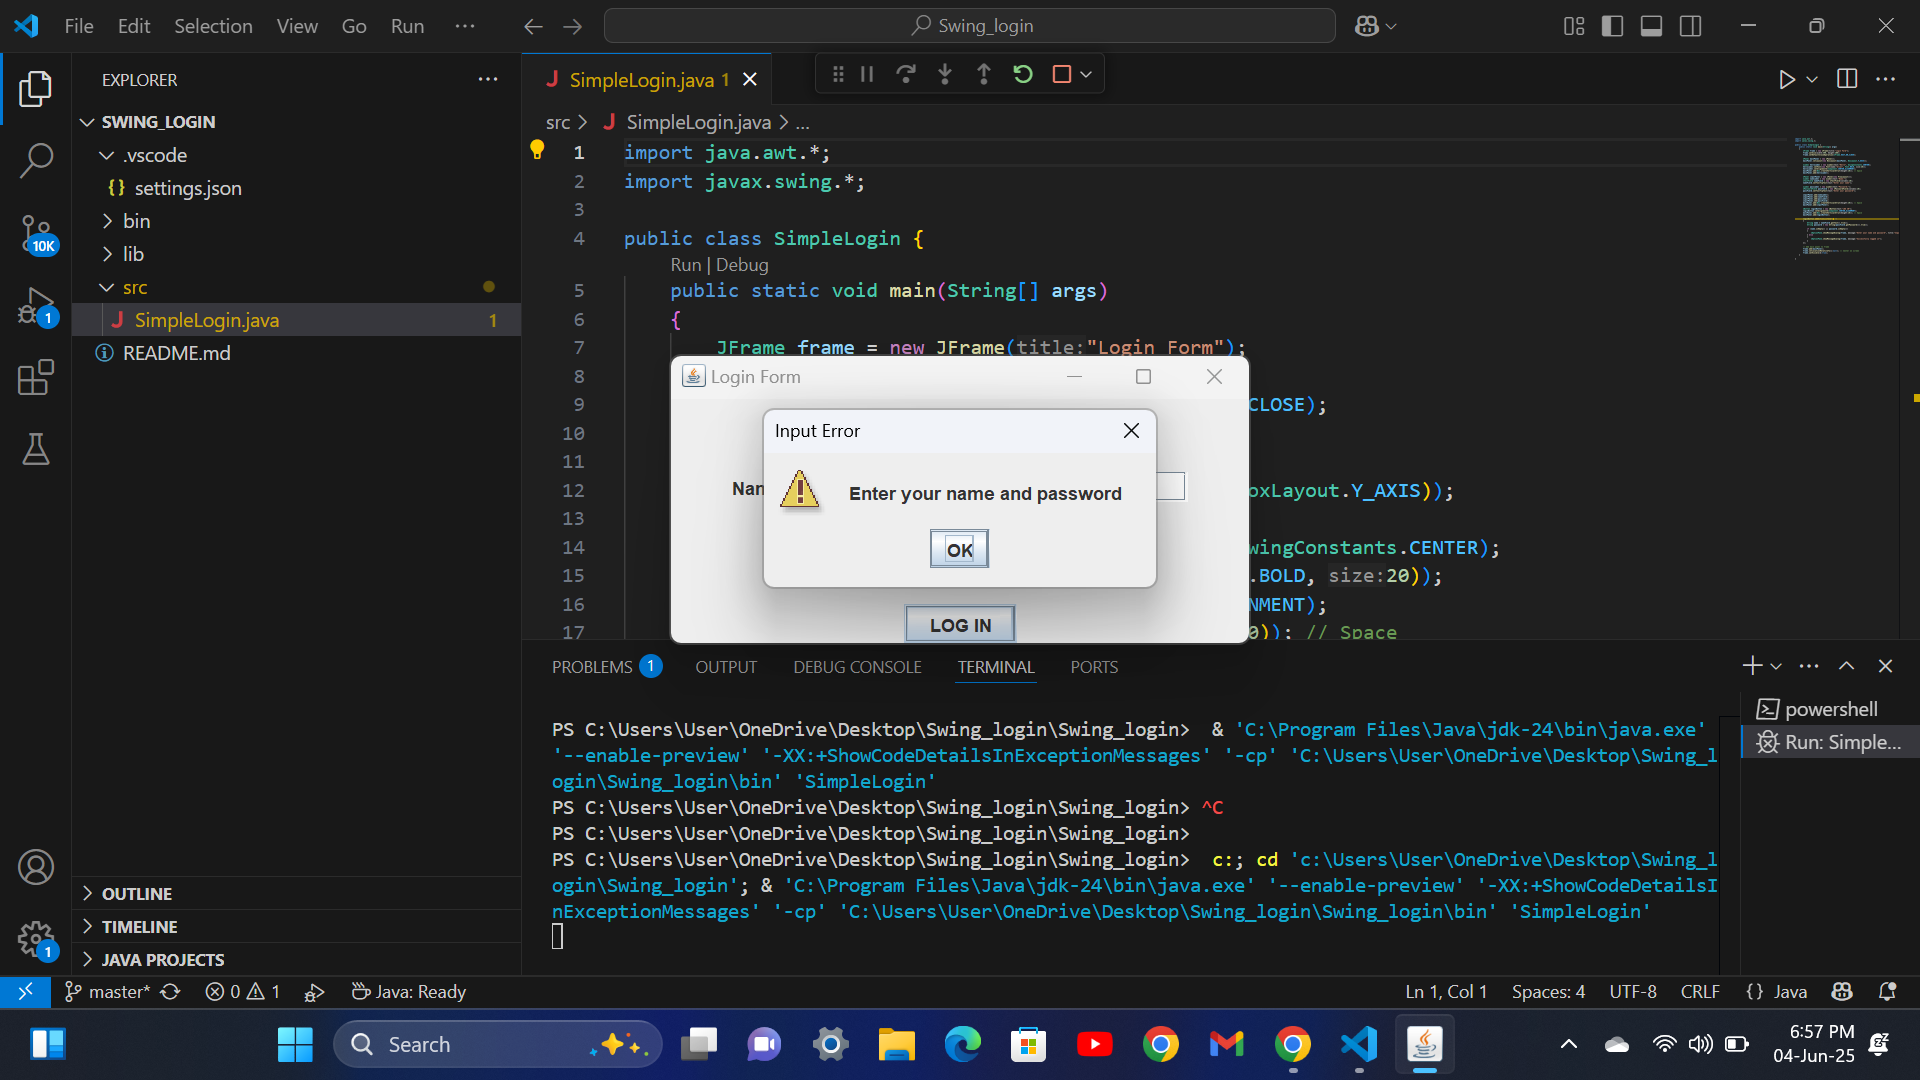 File Edit Selection View Go Run ...
Swing_login
EXPLORER
SWING_LOGIN
.vscode
{} settings.json
bin
lib
src
J SimpleLogin.java 1
README.md
OUTLINE
TIMELINE
JAVA PROJECTS
10K
1
1
J SimpleLogin.java 1
src > J SimpleLogin.java > ...
1 import java.awt.*;
2 import javax.swing.*;
3
4 public class SimpleLogin {
Run | Debug
5 public static void main(String[] args)
6 {
7 JFrame frame = new JFrame(title:"Login Form");
8
9 CLOSE);
10
11
12 oxLayout.Y_AXIS));
13
14 wingConstants.CENTER);
15 .BOLD, size:20));
16 NMENT);
17 0)); // Space
Login Form
Nan
Input Error
Enter your name and password
OK
LOG IN
PROBLEMS 1 OUTPUT DEBUG CONSOLE TERMINAL PORTS
PS C:\Users\User\OneDrive\Desktop\Swing_login\Swing_login> & 'C:\Program Files\Java\jdk-24\bin\java.exe'
'--enable-preview' '-XX:+ShowCodeDetailsInExceptionMessages' '-cp' 'C:\Users\User\OneDrive\Desktop\Swing_l
ogin\Swing_login\bin' 'SimpleLogin'
PS C:\Users\User\OneDrive\Desktop\Swing_login\Swing_login> ^C
PS C:\Users\User\OneDrive\Desktop\Swing_login\Swing_login>
PS C:\Users\User\OneDrive\Desktop\Swing_login\Swing_login> c:; cd 'c:\Users\User\OneDrive\Desktop\Swing_l
ogin\Swing_login'; & 'C:\Program Files\Java\jdk-24\bin\java.exe' '--enable-preview' '-XX:+ShowCodeDetailsI
nExceptionMessages' '-cp' 'C:\Users\User\OneDrive\Desktop\Swing_login\Swing_login\bin' 'SimpleLogin'
powershell
Run: Simple...
master* 0 1 Java: Ready
Ln 1, Col 1 Spaces: 4 UTF-8 CRLF {} Java
Search
6:57 PM
04-Jun-25